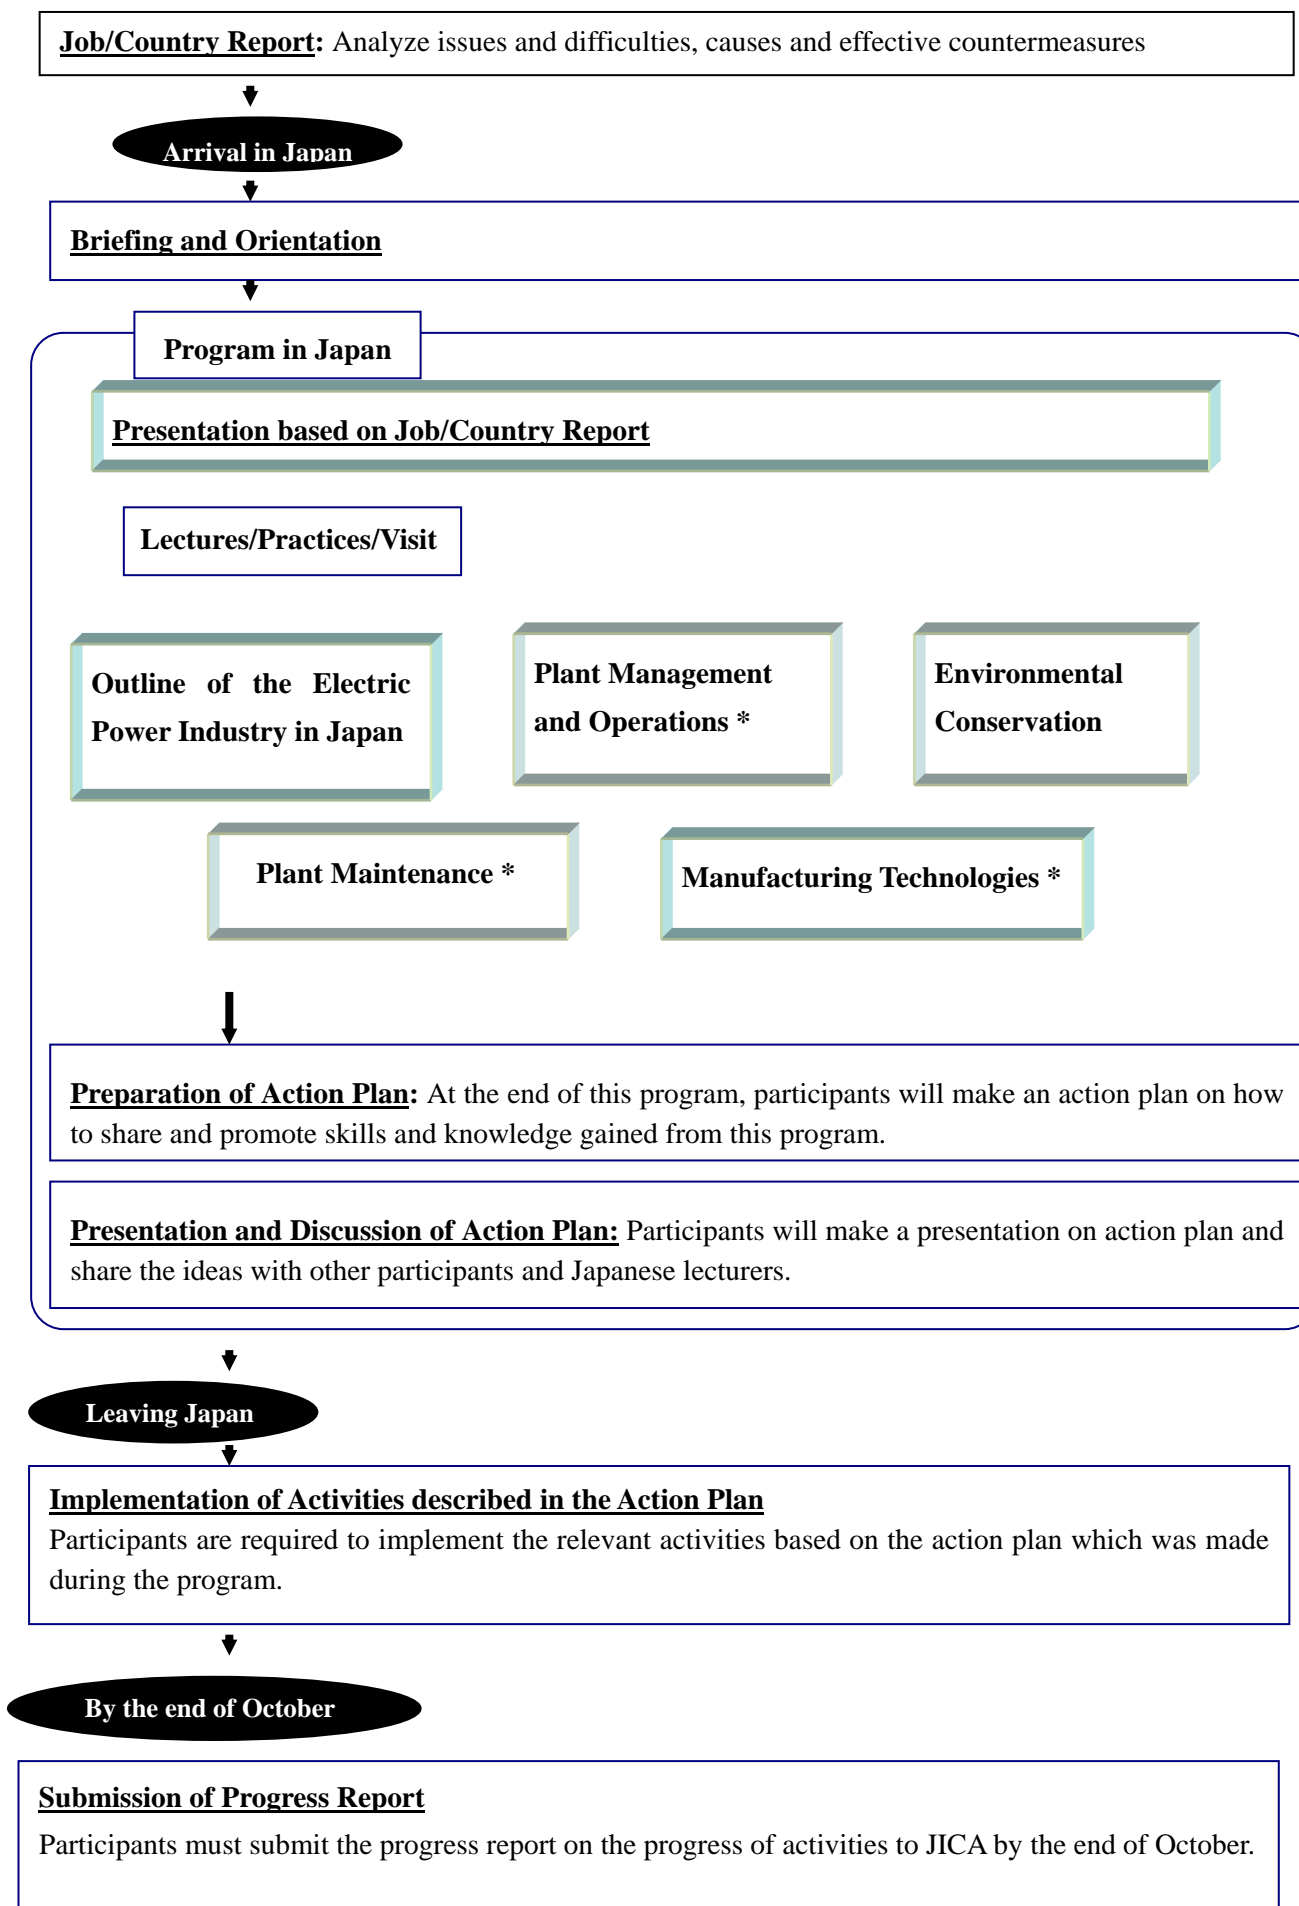 Job/Country Report: Analyze issues and difficulties, causes and effective countermeasures
Arrival in Japan
Briefing and Orientation
Program in Japan
Presentation based on Job/Country Report
Lectures/Practices/Visit
Outline of the Electric
Power Industry in Japan
Plant Management
and Operations *
Environmental
Conservation
Plant Maintenance *
Manufacturing Technologies *
Preparation of Action Plan: At the end of this program, participants will make an action plan on how
to share and promote skills and knowledge gained from this program.
Presentation and Discussion of Action Plan: Participants will make a presentation on action plan and
share the ideas with other participants and Japanese lecturers.
Leaving Japan
Implementation of Activities described in the Action Plan
Participants are required to implement the relevant activities based on the action plan which was made
during the program.
By the end of October
Submission of Progress Report
Participants must submit the progress report on the progress of activities to JICA by the end of October.